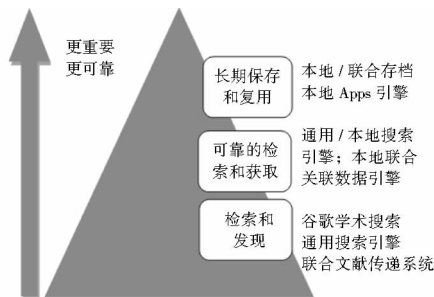 更重要
更可靠
长期保存
和复用
本地/联合存档
本地 Apps 引擎
可靠的检
索和获取
通用/本地搜索
引擎;本地联合
关联数据引擎
检索和
发现
谷歌学术搜索
通用搜索引擎
联合文献传递系统